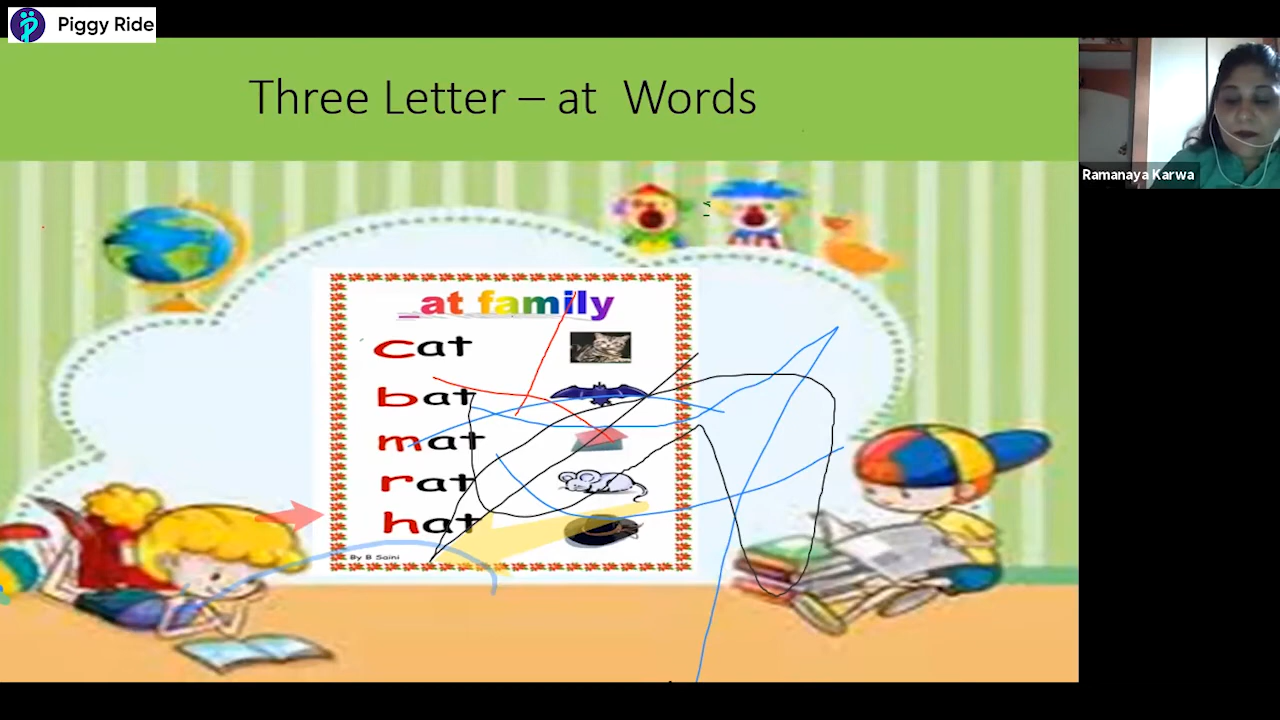 Piggy Ride
Three Letter – at Words
Ramanaya Karwa
_at family
cat
bat
mat
rat
hat
By B Saini